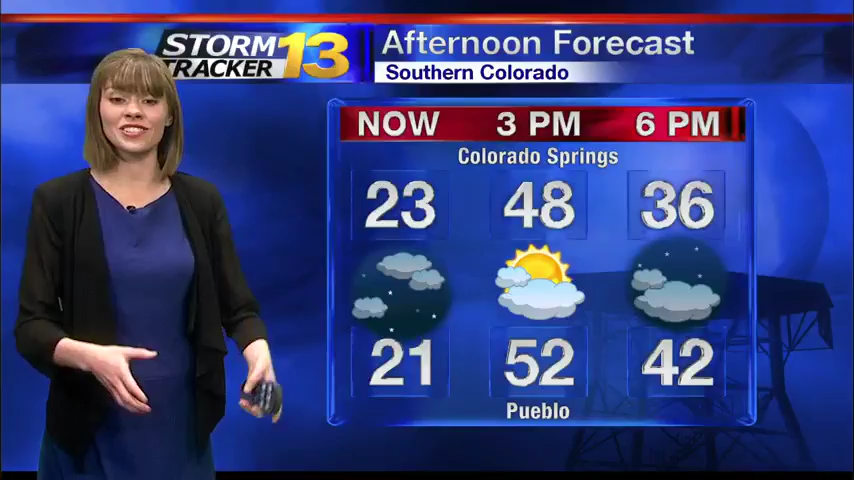 STORM 13
TRACKER
Afternoon Forecast
Southern Colorado
NOW 3 PM 6 PM
Colorado Springs
23 48 36
21 52 42
Pueblo